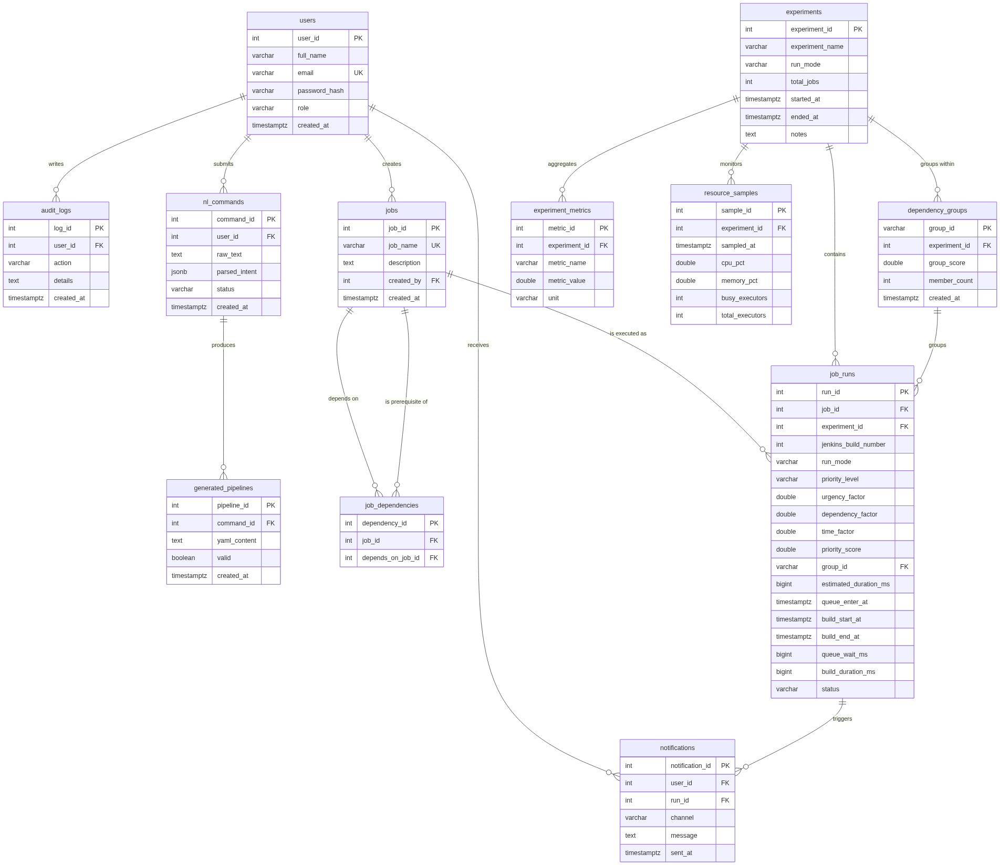 users
int user_id PK
varchar full_name
varchar email UK
varchar password_hash
varchar role
timestamptz created_at
experiments
int experiment_id PK
varchar experiment_name
varchar run_mode
int total_jobs
timestamptz started_at
timestamptz ended_at
text notes
writes
submits
creates
aggregates
monitors
groups within
audit_logs
int log_id PK
int user_id FK
varchar action
text details
timestamptz created_at
nl_commands
int command_id PK
int user_id FK
text raw_text
jsonb parsed_intent
varchar status
timestamptz created_at
jobs
int job_id PK
varchar job_name UK
text description
int created_by FK
timestamptz created_at
experiment_metrics
int metric_id PK
int experiment_id FK
varchar metric_name
double metric_value
varchar unit
resource_samples
int sample_id PK
int experiment_id FK
timestamptz sampled_at
double cpu_pct
double memory_pct
int busy_executors
int total_executors
contains
dependency_groups
varchar group_id PK
int experiment_id FK
double group_score
int member_count
timestamptz created_at
produces
receives
is executed as
groups
depends on
is prerequisite of
generated_pipelines
int pipeline_id PK
int command_id FK
text yaml_content
boolean valid
timestamptz created_at
job_dependencies
int dependency_id PK
int job_id FK
int depends_on_job_id FK
job_runs
int run_id PK
int job_id FK
int experiment_id FK
int jenkins_build_number
varchar run_mode
varchar priority_level
double urgency_factor
double dependency_factor
double time_factor
double priority_score
varchar group_id FK
bigint estimated_duration_ms
timestamptz queue_enter_at
timestamptz build_start_at
timestamptz build_end_at
bigint queue_wait_ms
bigint build_duration_ms
varchar status
triggers
notifications
int notification_id PK
int user_id FK
int run_id FK
varchar channel
text message
timestamptz sent_at